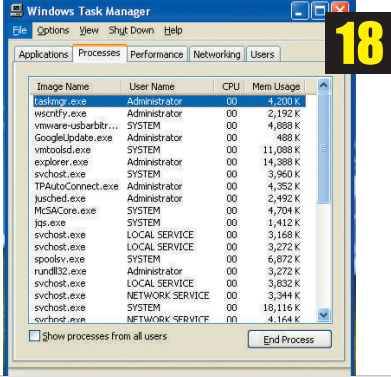 Windows Task Manager
18
File Options View Shut Down Help
Applications Processes Performance Networking Users
Image Name User Name CPU Mem Usage
taskmgr.exe Administrator 00 4,200 K
wscntfy.exe Administrator 00 2,192 K
vmware-usbarbitr... SYSTEM 00 4,888 K
GoogleUpdate.exe Administrator 00 488 K
vmtoolsd.exe SYSTEM 00 11,088 K
explorer.exe Administrator 00 14,388 K
svchost.exe SYSTEM 00 3,960 K
TPAutoConnect.exe Administrator 00 4,352 K
jusched.exe Administrator 00 2,492 K
McSACore.exe SYSTEM 00 4,704 K
jqs.exe SYSTEM 00 1,412 K
svchost.exe LOCAL SERVICE 00 3,168 K
svchost.exe LOCAL SERVICE 00 3,272 K
spoolsv.exe SYSTEM 00 6,872 K
rundll32.exe Administrator 00 3,272 K
svchost.exe LOCAL SERVICE 00 3,832 K
svchost.exe NETWORK SERVICE 00 3,344 K
svchost.exe SYSTEM 00 18,116 K
svchost.exe NETWORK SERVICE 00 4,164 K
Show processes from all users End Process